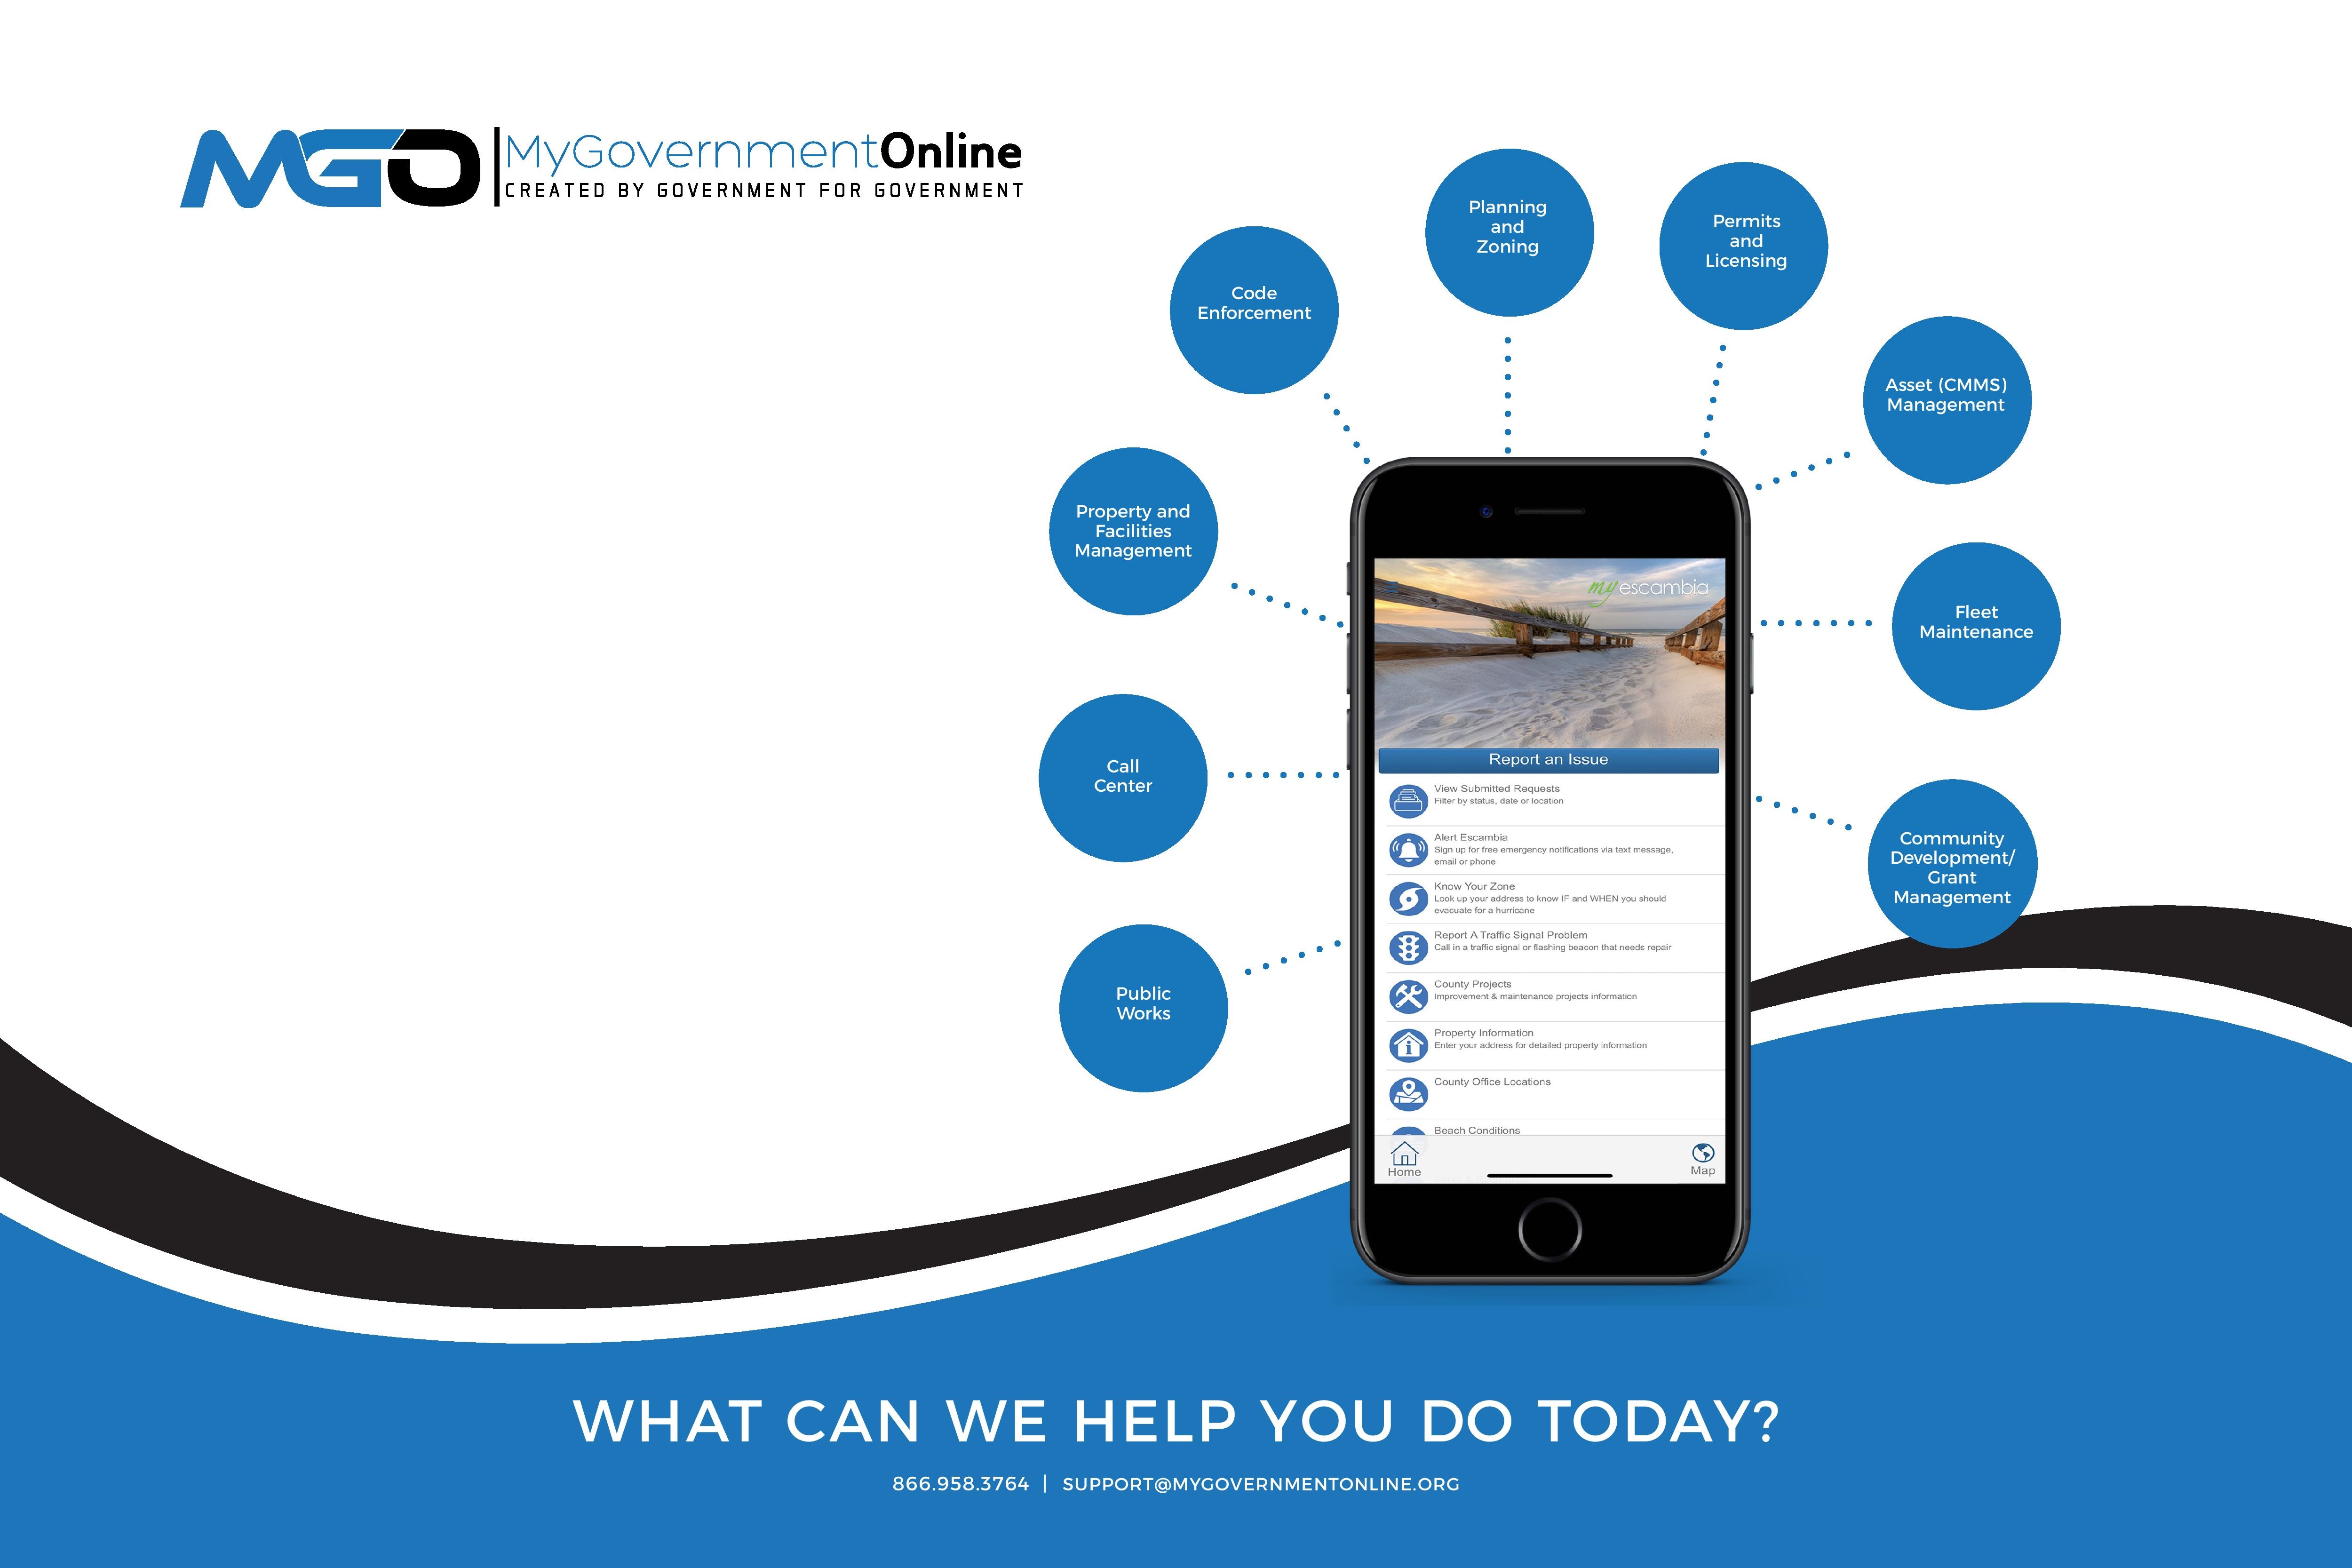 MGO
MyGovernmentOnline
CREATED BY GOVERNMENT FOR GOVERNMENT
Planning
and
Zoning
Permits
and
Licensing
Code
Enforcement
Asset (CMMS)
Management
Property and
Facilities
Management
Fleet
Maintenance
Call
Center
Community
Development/
Grant
Management
Public
Works
my escambia
Report an Issue
View Submitted Requests
Filter by status, date or location
Alert Escambia
Sign up for free emergency notifications via text message,
email or phone
Know Your Zone
Look up your address to know IF and WHEN you should
evacuate for a hurricane
Report A Traffic Signal Problem
Call in a traffic signal or flashing beacon that needs repair
County Projects
Improvement & maintenance projects information
Property Information
Enter your address for detailed property information
County Office Locations
Beach Conditions
Home
Map
WHAT CAN WE HELP YOU DO TODAY?
866.958.3764 | SUPPORT@MYGOVERNMENTONLINE.ORG